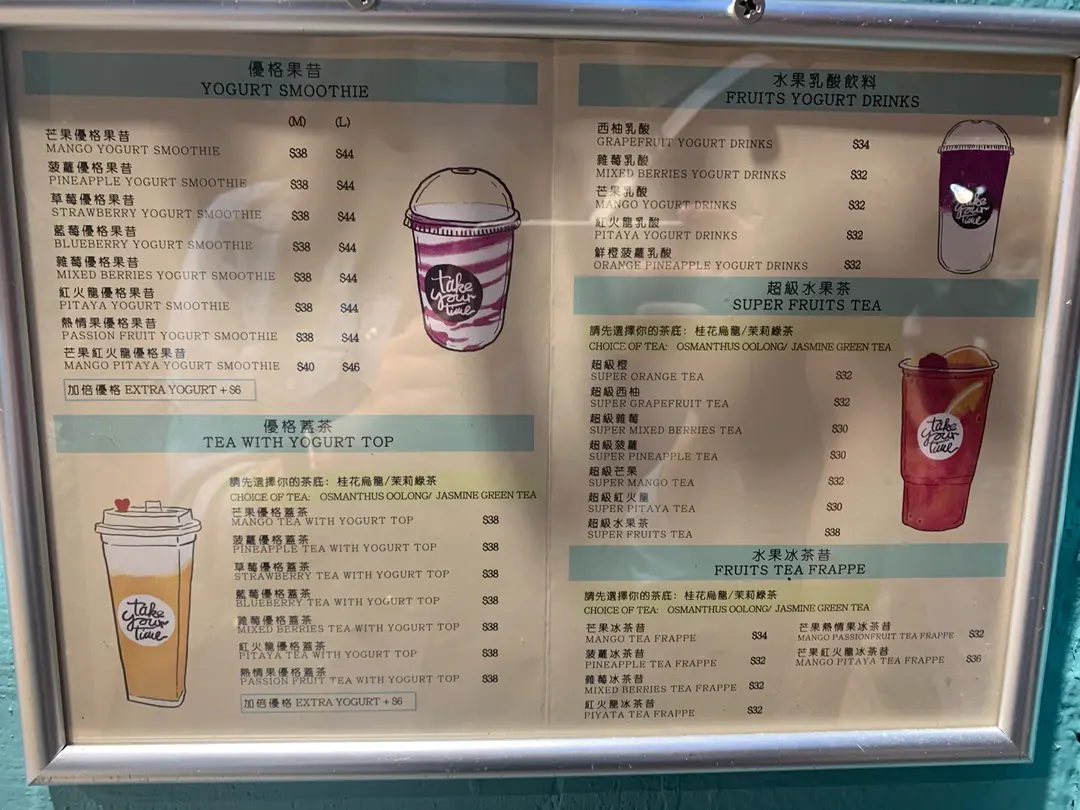 優格果昔
YOGURT SMOOTHIE
(M) (L)
芒果優格果昔
MANGO YOGURT SMOOTHIE $38 $44
菠蘿優格果昔
PINEAPPLE YOGURT SMOOTHIE $38 $44
草莓優格果昔
STRAWBERRY YOGURT SMOOTHIE $38 $44
藍莓優格果昔
BLUEBERRY YOGURT SMOOTHIE $38 $44
雜莓優格果昔
MIXED BERRIES YOGURT SMOOTHIE $38 $44
紅火龍優格果昔
PITAYA YOGURT SMOOTHIE $38 $44
熱情果優格果昔
PASSION FRUIT YOGURT SMOOTHIE $38 $44
芒果紅火龍優格果昔
MANGO PITAYA YOGURT SMOOTHIE $40 $46
加倍優格 EXTRA YOGURT + $6
take
your
time
優格蓋茶
TEA WITH YOGURT TOP
請先選擇你的茶底: 桂花烏龍/茉莉綠茶
CHOICE OF TEA: OSMANTHUS OOLONG/ JASMINE GREEN TEA
芒果優格蓋茶
MANGO TEA WITH YOGURT TOP $38
菠蘿優格蓋茶
PINEAPPLE TEA WITH YOGURT TOP $38
草莓優格蓋茶
STRAWBERRY TEA WITH YOGURT TOP $38
藍莓優格蓋茶
BLUEBERRY TEA WITH YOGURT TOP $38
雜莓優格蓋茶
MIXED BERRIES TEA WITH YOGURT TOP $38
紅火龍優格蓋茶
PITAYA TEA WITH YOGURT TOP $38
熱情果優格蓋茶
PASSION FRUIT TEA WITH YOGURT TOP $38
加倍優格 EXTRA YOGURT + $6
take
your
time
水果乳酸飲料
FRUITS YOGURT DRINKS
西柚乳酸
GRAPEFRUIT YOGURT DRINKS $34
雜莓乳酸
MIXED BERRIES YOGURT DRINKS $32
芒果乳酸
MANGO YOGURT DRINKS $32
紅火龍乳酸
PITAYA YOGURT DRINKS $32
鮮橙菠蘿乳酸
ORANGE PINEAPPLE YOGURT DRINKS $32
take
your
time
超級水果茶
SUPER FRUITS TEA
請先選擇你的茶底: 桂花烏龍/茉莉綠茶
CHOICE OF TEA: OSMANTHUS OOLONG/ JASMINE GREEN TEA
超級橙
SUPER ORANGE TEA $32
超級西柚
SUPER GRAPEFRUIT TEA $32
超級雜莓
SUPER MIXED BERRIES TEA $30
超級菠蘿
SUPER PINEAPPLE TEA $30
超級芒果
SUPER MANGO TEA $32
超級紅火龍
SUPER PITAYA TEA $30
超級水果茶
SUPER FRUITS TEA $38
take
your
time
水果冰茶昔
FRUITS TEA FRAPPE
請先選擇你的茶底: 桂花烏龍/茉莉綠茶
CHOICE OF TEA: OSMANTHUS OOLONG/ JASMINE GREEN TEA
芒果冰茶昔
MANGO TEA FRAPPE $34
菠蘿冰茶昔
PINEAPPLE TEA FRAPPE $32
雜莓冰茶昔
MIXED BERRIES TEA FRAPPE $32
紅火龍冰茶昔
PIYATA TEA FRAPPE $32
芒果熱情果冰茶昔
MANGO PASSIONFRUIT TEA FRAPPE $32
芒果紅火龍冰茶昔
MANGO PITAYA TEA FRAPPE $36